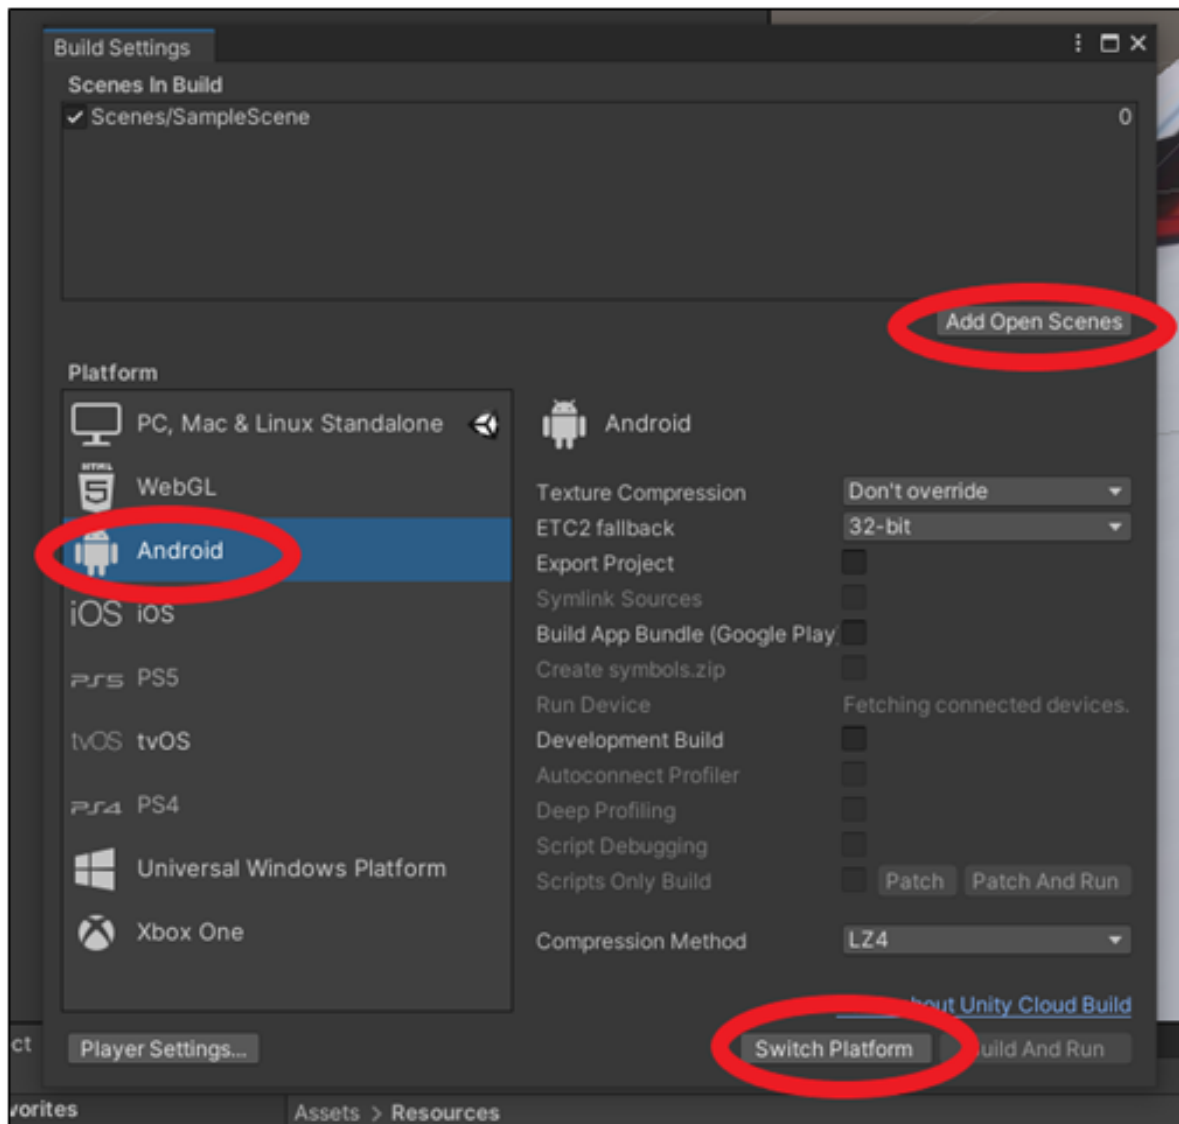 Build Settings
Scenes In Build
Scenes/SampleScene 0
Add Open Scenes
Platform
PC, Mac & Linux Standalone
HTML 5 WebGL
Android
iOS iOS
PS5 PS5
tvOS tvOS
PS4 PS4
Universal Windows Platform
Xbox One
Player Settings...
Android
Texture Compression Don't override
ETC2 fallback 32-bit
Export Project
Symlink Sources
Build App Bundle (Google Play)
Create symbols.zip
Run Device Fetching connected devices.
Development Build
Autoconnect Profiler
Deep Profiling
Script Debugging
Scripts Only Build Patch Patch And Run
Compression Method LZ4
Unity Cloud Build
Switch Platform And Run
Assets > Resources